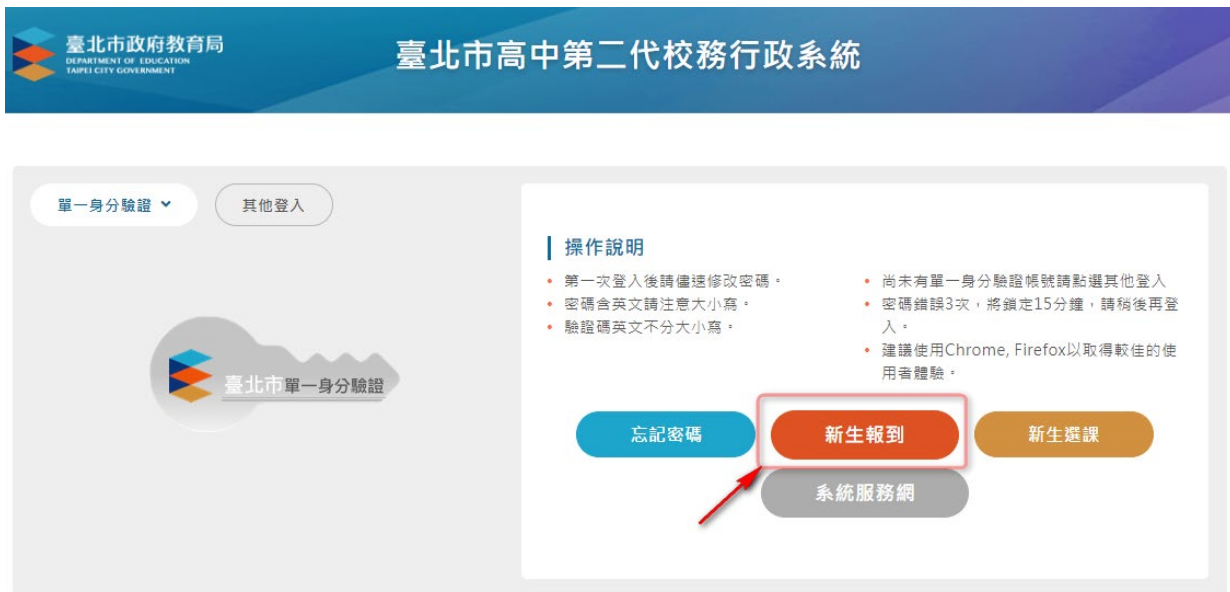 臺北市政府教育局
DEPARTMENT OF EDUCATION
TAIPEI CITY GOVERNMENT
臺北市高中第二代校務行政系統
單一身分驗證
其他登入
臺北市單一身分驗證
操作說明
第一次登入後請儘速修改密碼。
密碼含英文請注意大小寫。
驗證碼英文不分大小寫。
尚未有單一身分驗證帳號請點選其他登入
密碼錯誤3次，將鎖定15分鐘，請稍後再登
入。
建議使用Chrome, Firefox以取得較佳的使
用者體驗。
忘記密碼
新生報到
新生選課
系統服務網